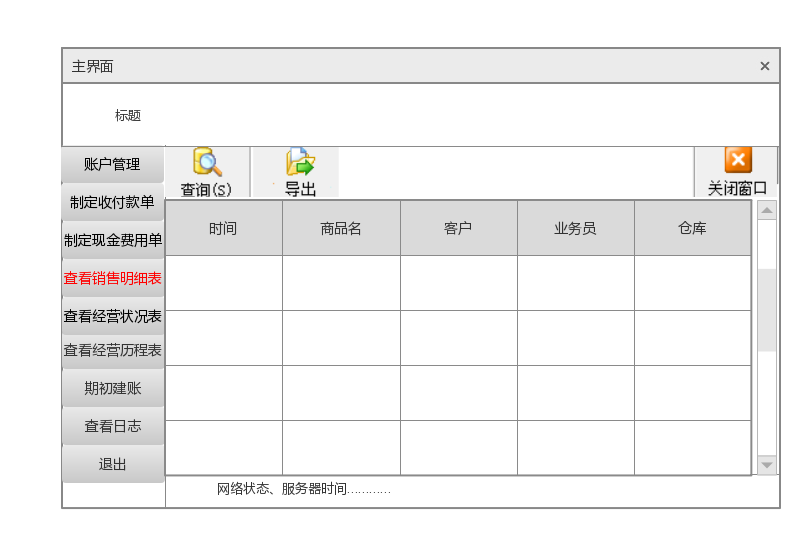 主界面
标题
账户管理
制定收付款单
制定现金费用单
查看销售明细表
查看经营状况表
查看经营历程表
期初建账
查看日志
退出
查询(S)
导出
关闭窗口
时间 商品名 客户 业务员 仓库
网络状态、服务器时间…………